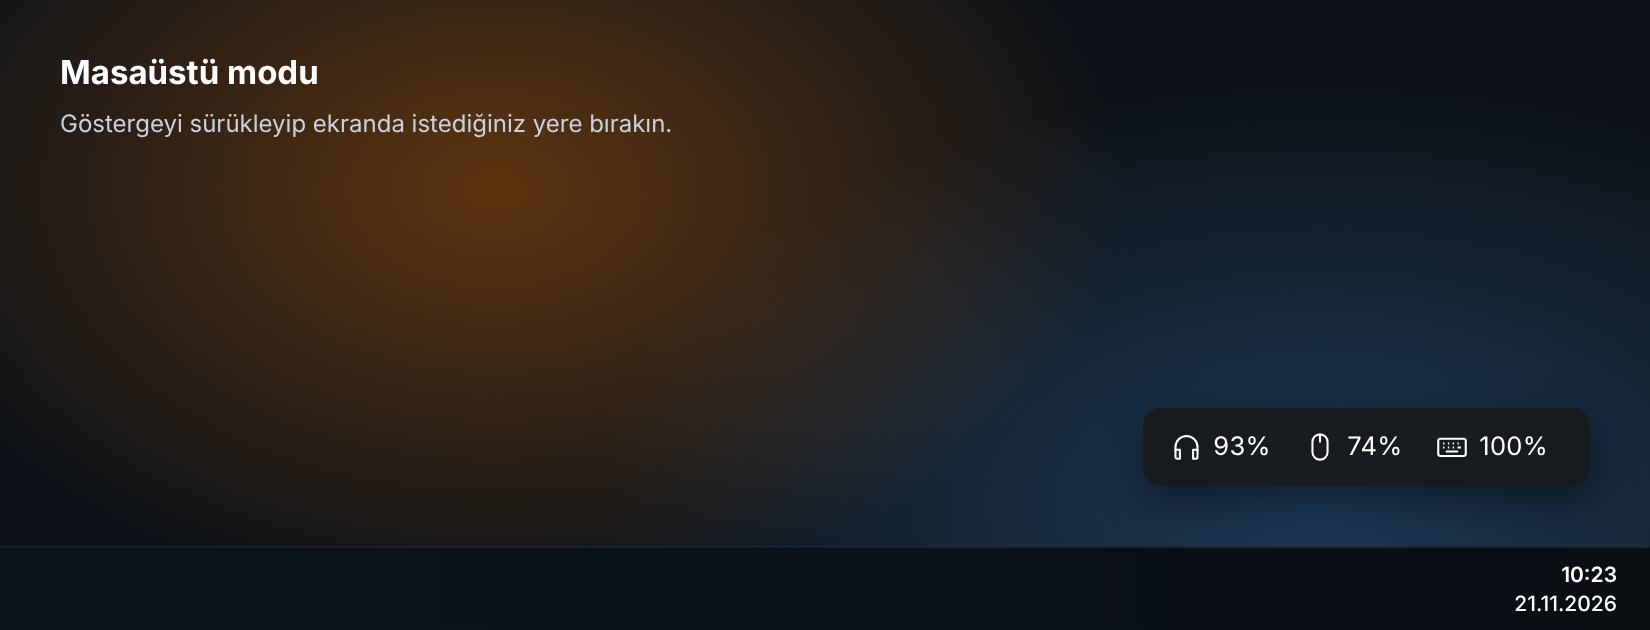 Masaüstü modu
Göstergeyi sürükleyip ekranda istediğiniz yere bırakın.
93% 74% 100%
10:23
21.11.2026